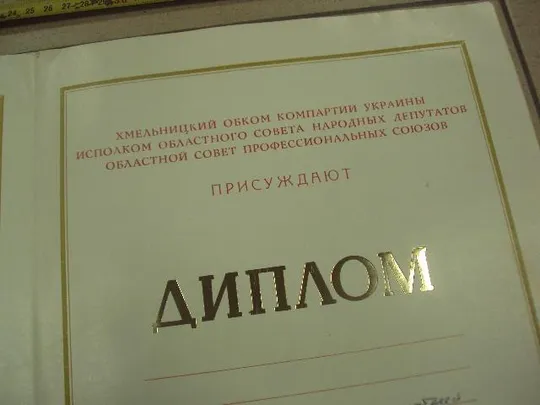 ХМЕЛЬНИЦКИЙ ОБКОМ КОМПАРТИИ УКРАИНЫ
ИСПОЛКОМ ОБЛАСТНОГО СОВЕТА НАРОДНЫХ ДЕПУТАТОВ
ОБЛАСТНОЙ СОВЕТ ПРОФЕССИОНАЛЬНЫХ СОЮЗОВ
ПРИСУЖДАЮТ
ДИПЛОМ